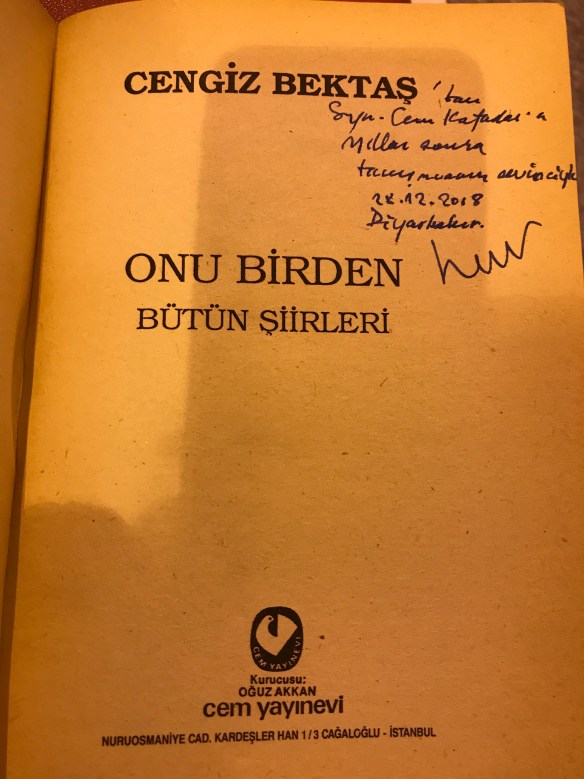 CENGİZ BEKTAŞ 'tan
Syn. Cem Kafadar'a
Yıllar sonra
tanışmanın sevinciyle
28.12.2018
Diyarbakır.
ONU BİRDEN
BÜTÜN ŞİİRLERİ
CEM YAYINEVİ
Kurucusu:
OĞUZ AKKAN
cem yayınevi
NURUOSMANİYE CAD. KARDEŞLER HAN 1/3 CAĞALOĞLU - İSTANBUL